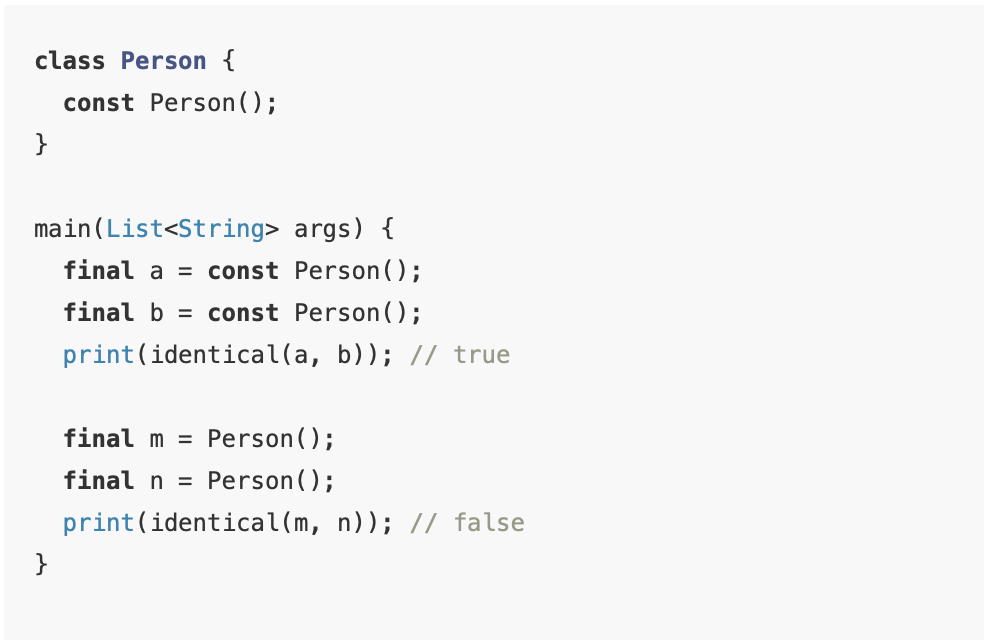 class Person {
  const Person();
}

main(List<String> args) {
  final a = const Person();
  final b = const Person();
  print(identical(a, b)); // true

  final m = Person();
  final n = Person();
  print(identical(m, n)); // false
}